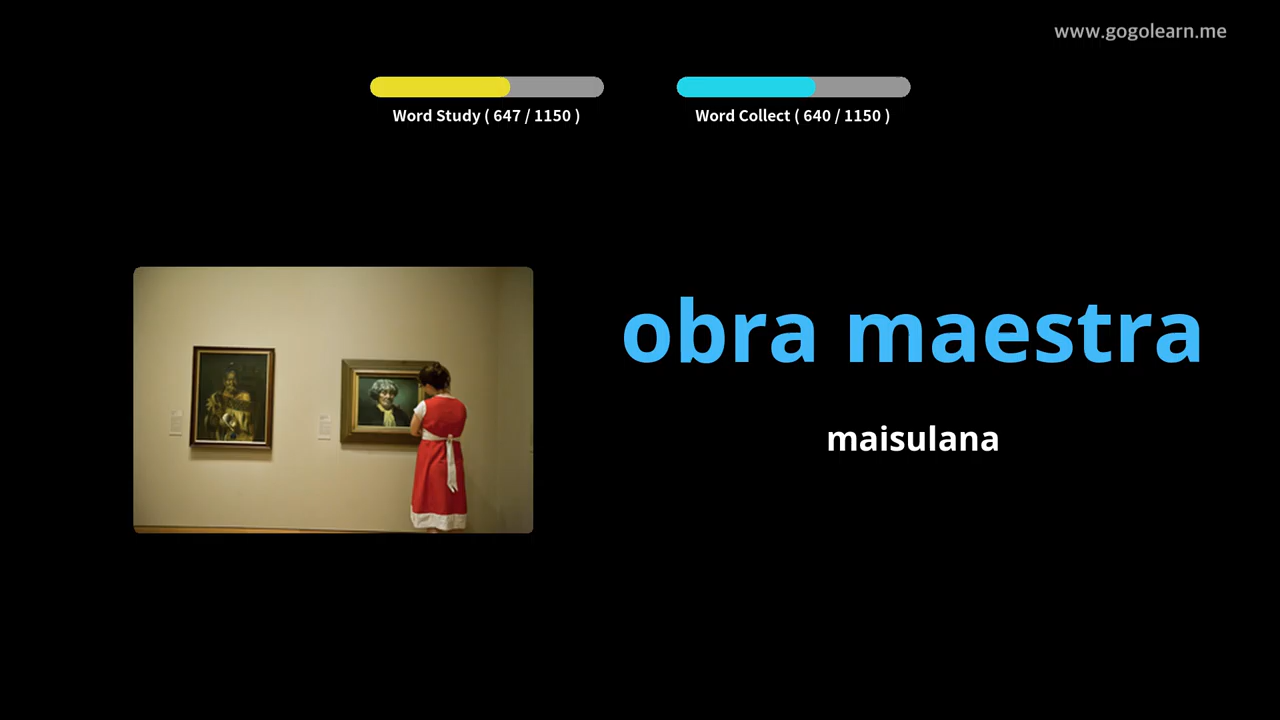 www.gogolearn.me
Word Study ( 647 / 1150 )
Word Collect ( 640 / 1150 )
obra maestra
maisulana